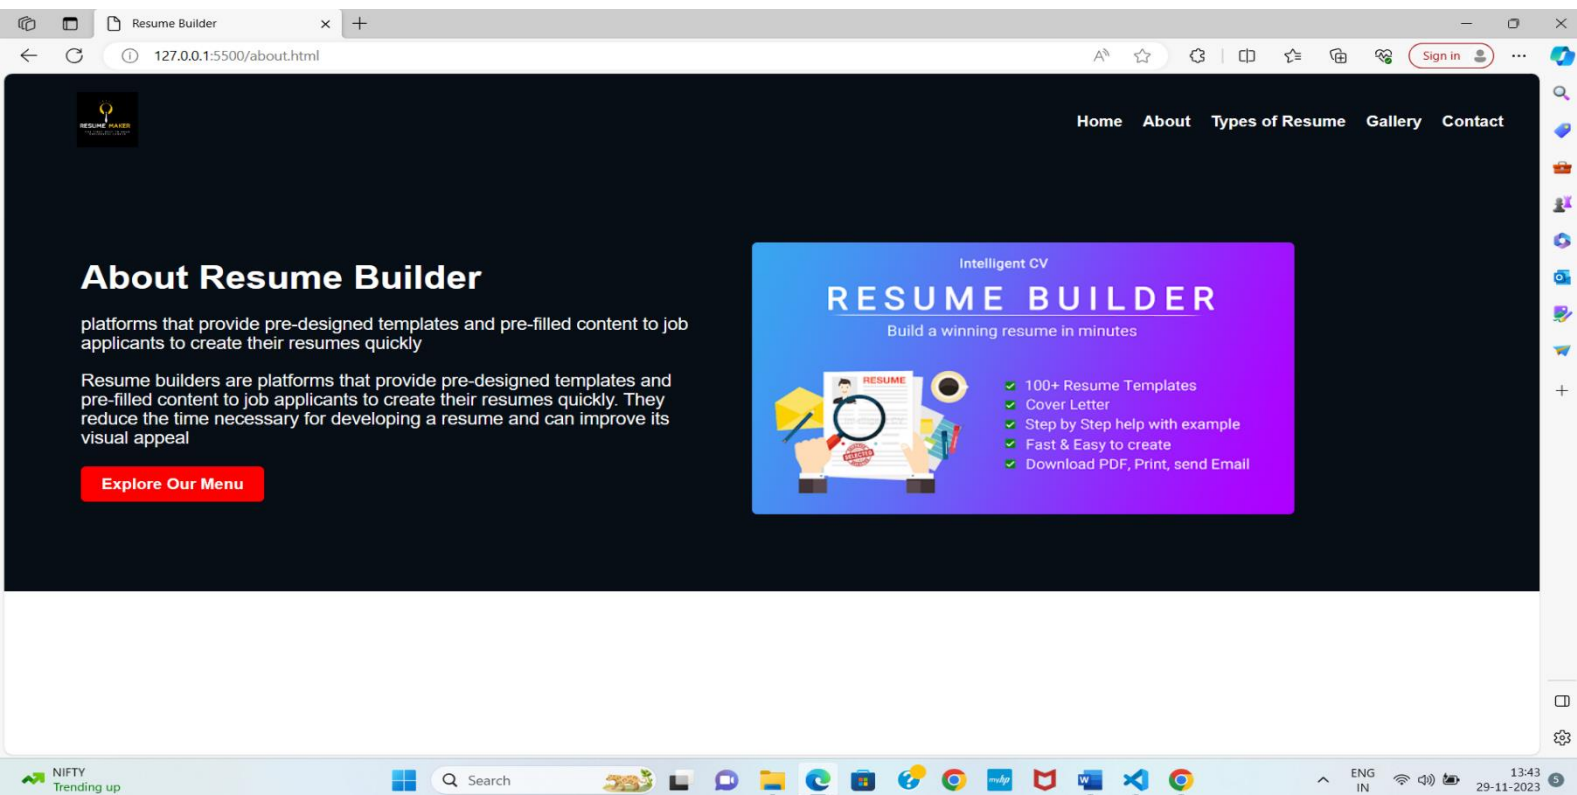 Resume Builder
127.0.0.1:5500/about.html
Sign in
RESUME MAKER
Home About Types of Resume Gallery Contact
About Resume Builder
platforms that provide pre-designed templates and pre-filled content to job
applicants to create their resumes quickly
Resume builders are platforms that provide pre-designed templates and
pre-filled content to job applicants to create their resumes quickly. They
reduce the time necessary for developing a resume and can improve its
visual appeal
Explore Our Menu
Intelligent CV
RESUME BUILDER
Build a winning resume in minutes
RESUME
SELECTED
100+ Resume Templates
Cover Letter
Step by Step help with example
Fast & Easy to create
Download PDF, Print, send Email
NIFTY
Trending up
Search
myhp
W
ENG
IN
13:43
29-11-2023
5